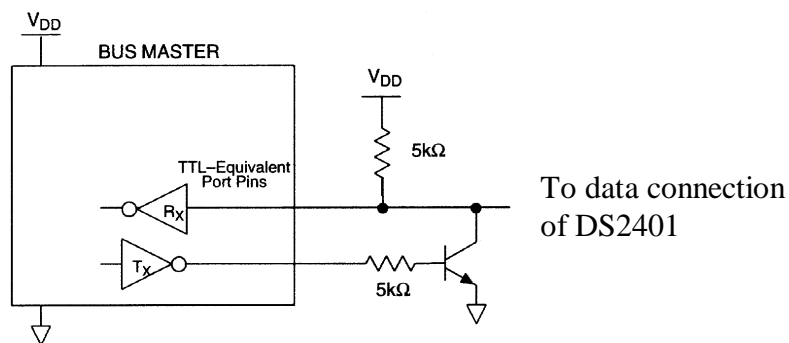 VDD
BUS MASTER
VDD
5kΩ
TTL–Equivalent
Port Pins
RX
To data connection
of DS2401
TX
5kΩ